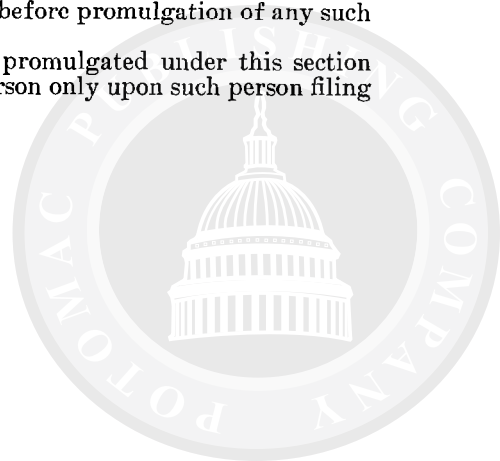 before promulgation of any such
promulgated under this section
rson only upon such person filing
POTOMAC PUBLISHING COMPANY